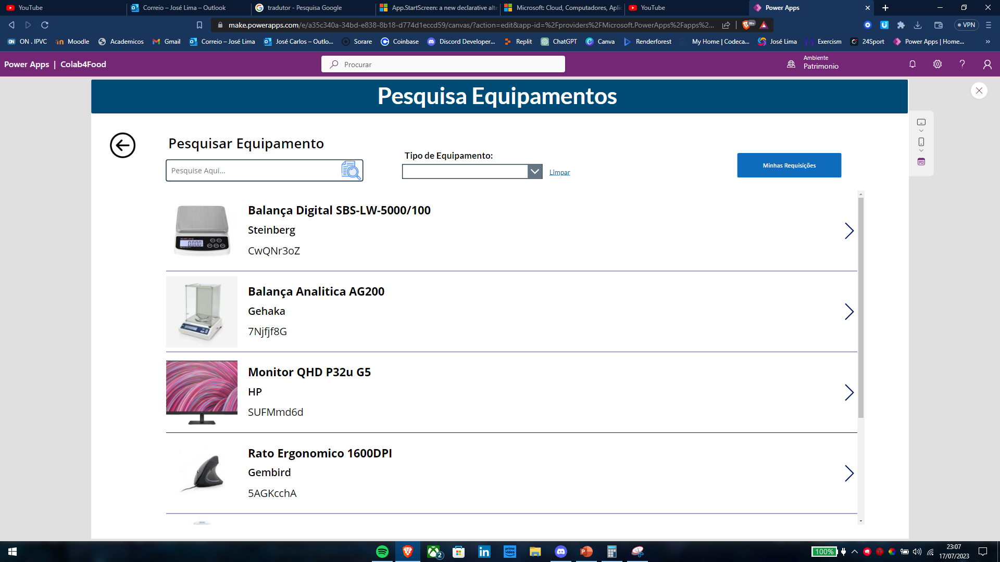 YouTube
Correio – José Lima – Outlook
tradutor - Pesquisa Google
App.StartScreen: a new declarative alte
Microsoft: Cloud, Computadores, Aplic
YouTube
Power Apps
make.powerapps.com/e/a35c340a-34bd-e838-8b18-d774d1eccd59/canvas/?action=edit&app-id=%2Fproviders%2FMicrosoft.PowerApps%2Fapps%2...
99+
VPN
ON . IPVC
Moodle
Academicos
Gmail
Correio – José Lima
José Carlos – Outlo...
Sorare
Coinbase
Discord Developer...
Replit
ChatGPT
Canva
Renderforest
My Home | Codeca...
José Lima
Exercism
24Sport
Power Apps | Home...
Power Apps | Colab4Food
Procurar
Ambiente
Patrimonio
Pesquisa Equipamentos
Pesquisar Equipamento
Pesquise Aqui...
Tipo de Equipamento:
Limpar
Minhas Requisições
Balança Digital SBS-LW-5000/100
Steinberg
CwQNr3oZ
Balança Analitica AG200
Gehaka
7Njfjf8G
Monitor QHD P32u G5
HP
SUFMmd6d
Rato Ergonomico 1600DPI
Gembird
5AGKcchA
2
prime video
100%
23:07
17/07/2023